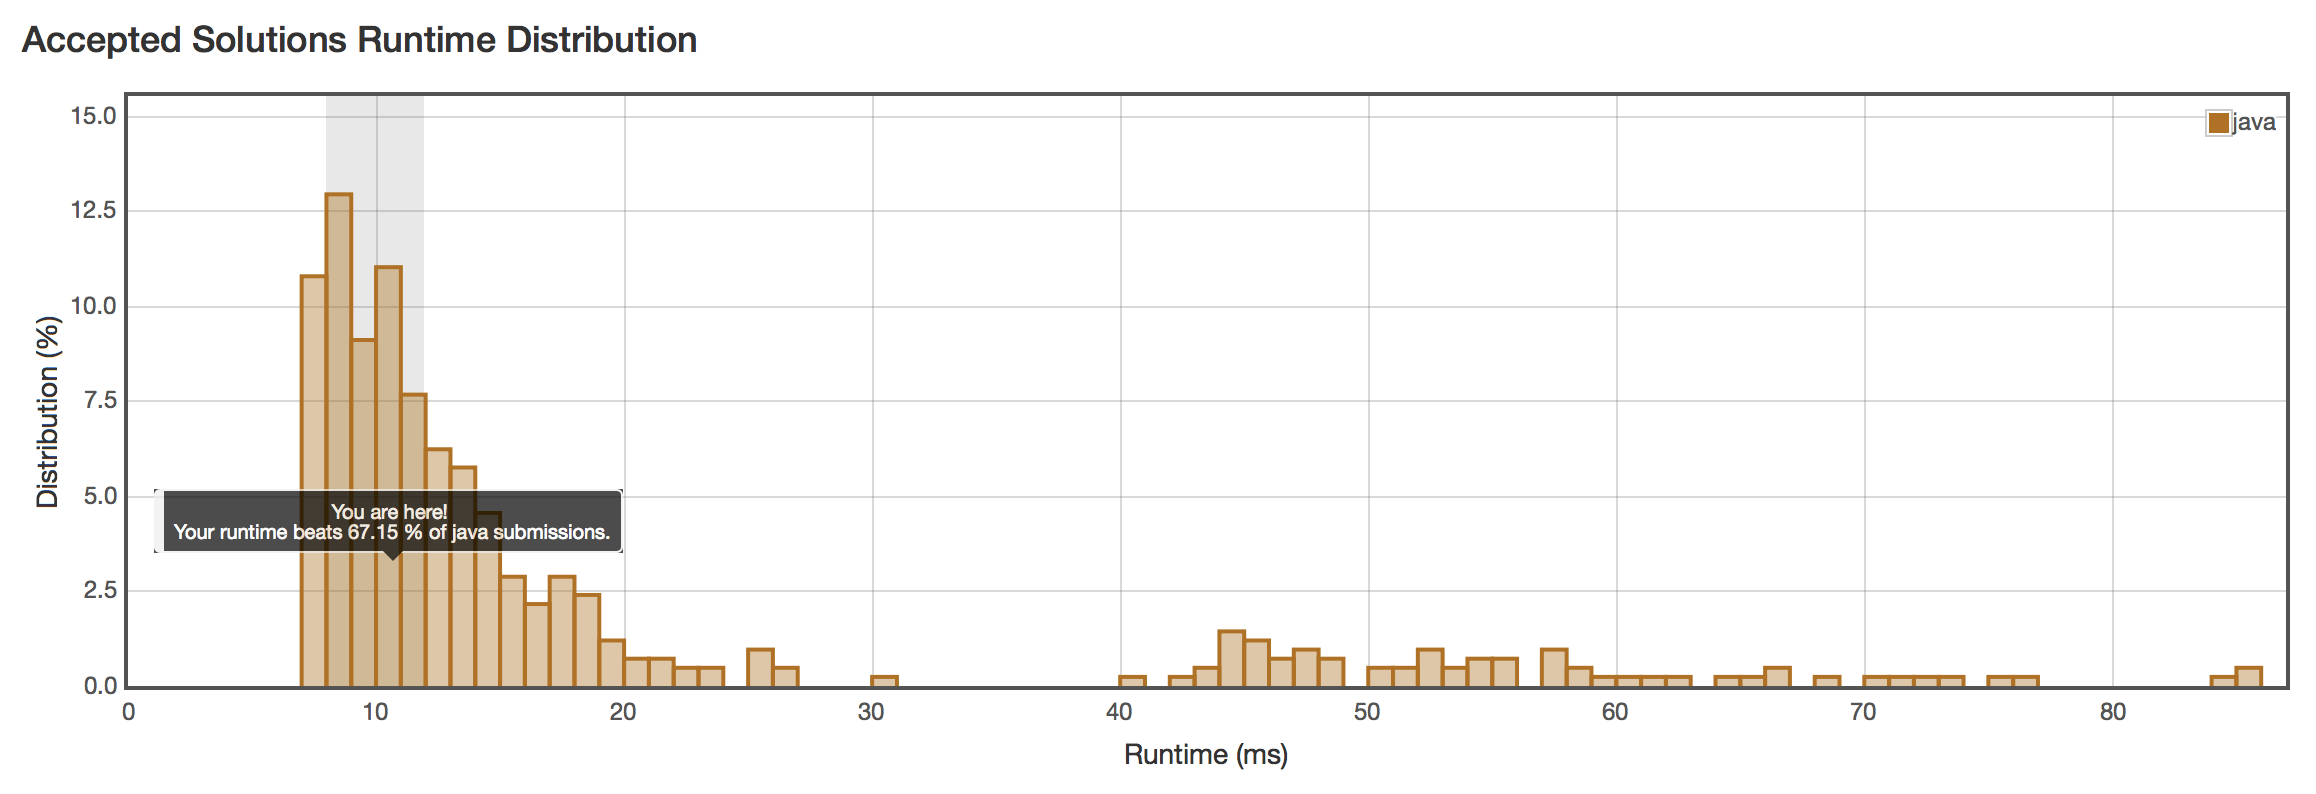 Accepted Solutions Runtime Distribution
java
15.0
12.5
10.0
7.5
5.0
2.5
0.0
Distribution (%)
You are here!
Your runtime beats 67.15 % of java submissions.
0 10 20 30 40 50 60 70 80
Runtime (ms)